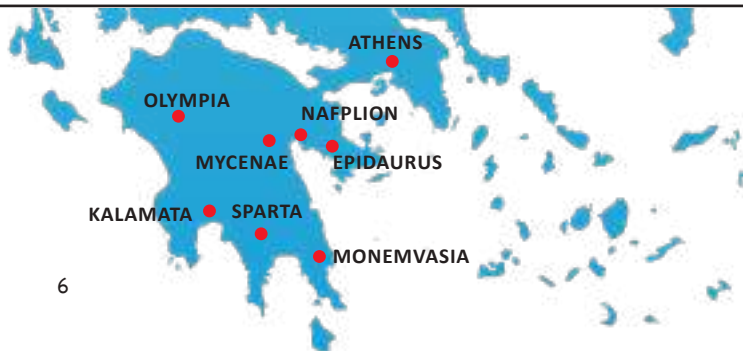 ATHENS
OLYMPIA
NAFPLION
MYCENAE
EPIDAURUS
KALAMATA
SPARTA
MONEMVASIA
6